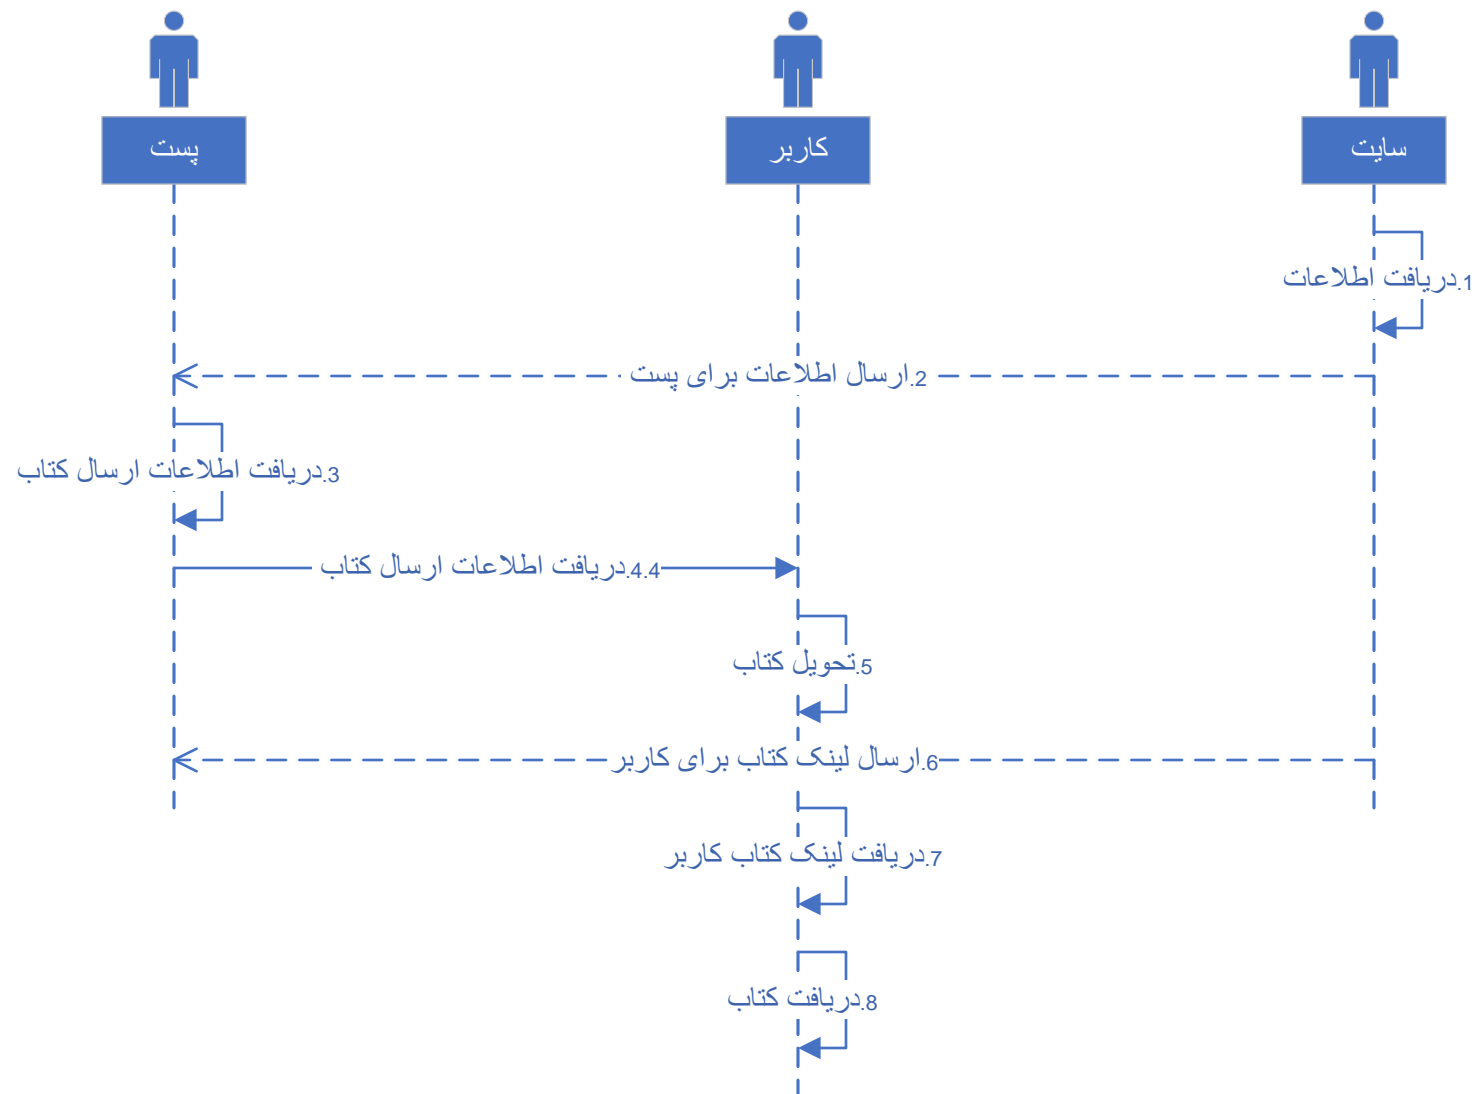 سایت
کاربر
پست
1.دریافت اطلاعات
2.ارسال اطلاعات برای پست
3.دریافت اطلاعات ارسال کتاب
4.4.دریافت اطلاعات ارسال کتاب
5.تحویل کتاب
6.ارسال لینک کتاب برای کاربر
7.دریافت لینک کتاب کاربر
8.دریافت کتاب